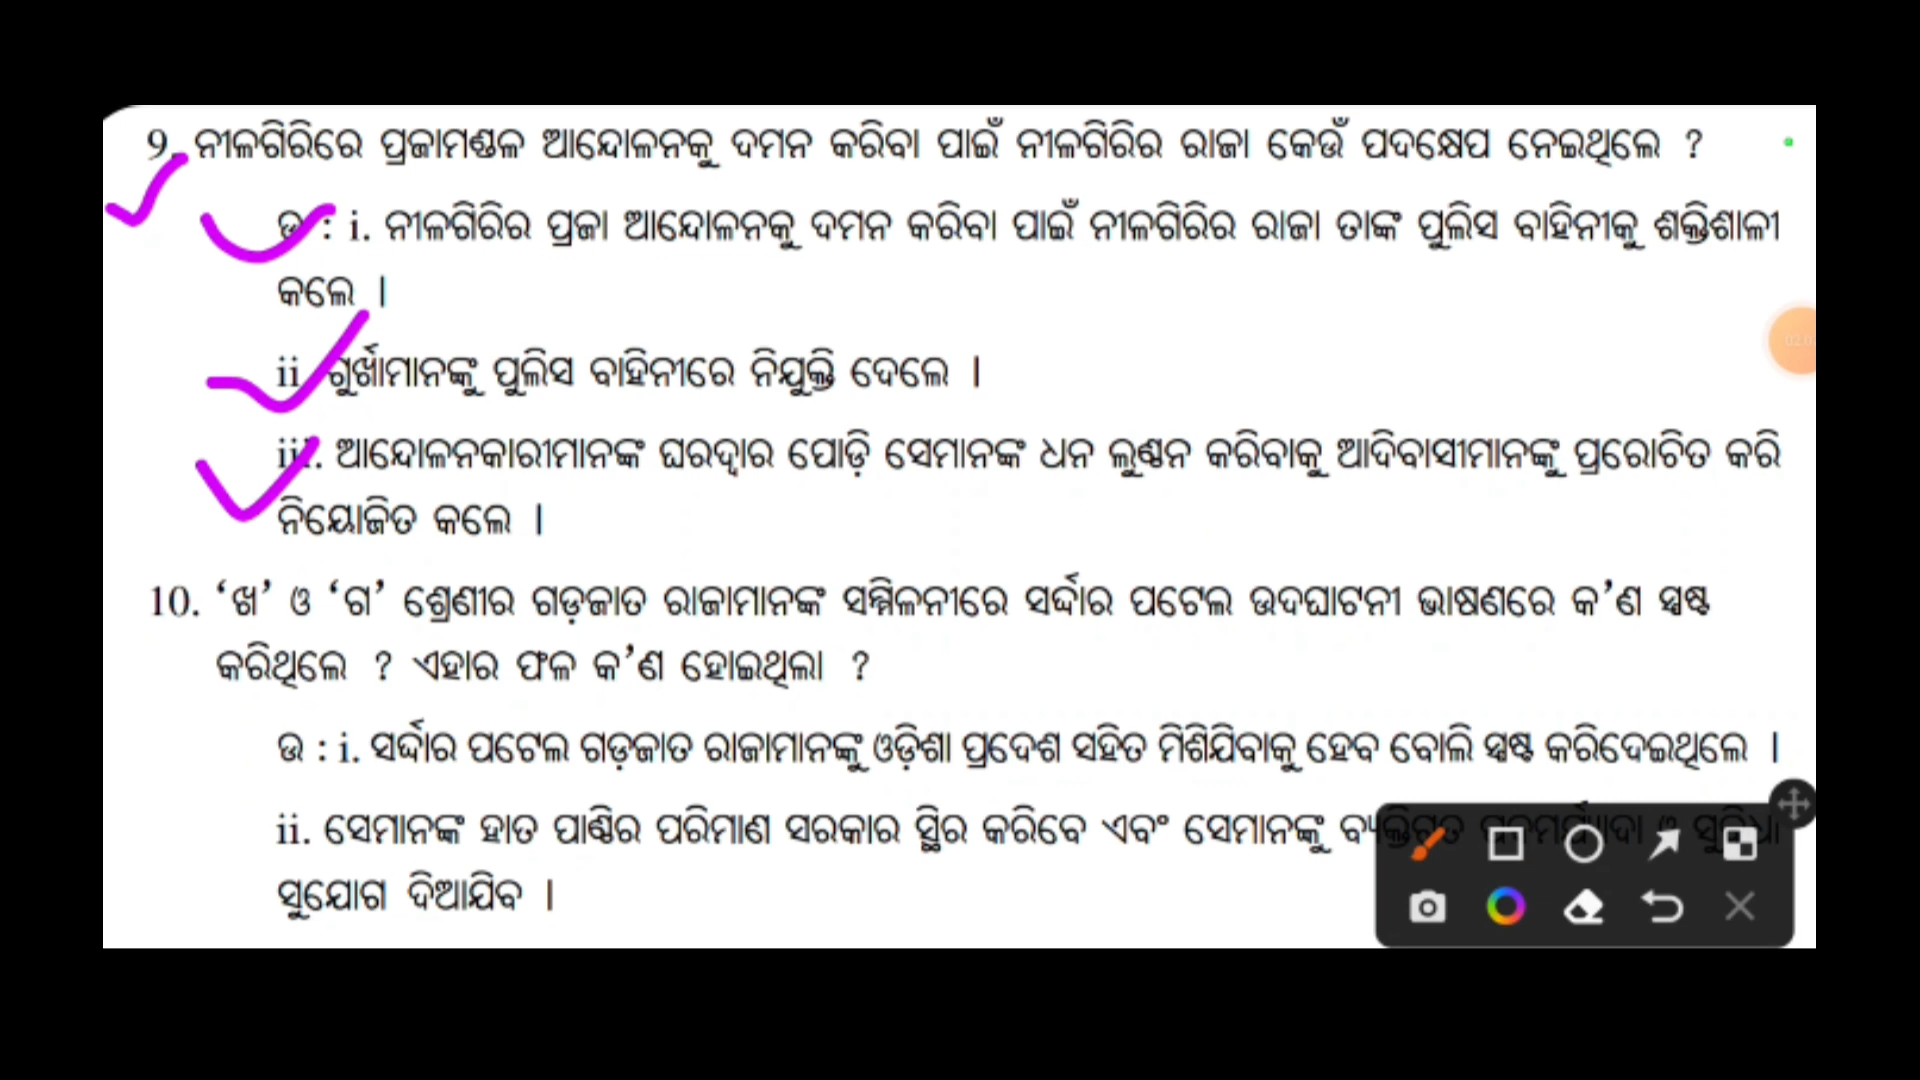 9. ନୀଳଗିରିରେ ପ୍ରଜାମଣ୍ଡଳ ଆନ୍ଦୋଳନକୁ ଦମନ କରିବା ପାଇଁ ନୀଳଗିରିର ରାଜା କେଉଁ ପଦକ୍ଷେପ ନେଇଥିଲେ ?
ଉ : i. ନୀଳଗିରିର ପ୍ରଜା ଆନ୍ଦୋଳନକୁ ଦମନ କରିବା ପାଇଁ ନୀଳଗିରିର ରାଜା ତାଙ୍କ ପୁଲିସ ବାହିନୀକୁ ଶକ୍ତିଶାଳୀ
କଲେ ।
ii. ଗୁର୍ଖାମାନଙ୍କୁ ପୁଲିସ ବାହିନୀରେ ନିଯୁକ୍ତି ଦେଲେ ।
iii. ଆନ୍ଦୋଳନକାରୀମାନଙ୍କ ଘରଦ୍ୱାର ପୋଡ଼ି ସେମାନଙ୍କ ଧନ ଲୁଣ୍ଠନ କରିବାକୁ ଆଦିବାସୀମାନଙ୍କୁ ପ୍ରରୋଚିତ କରି
ନିୟୋଜିତ କଲେ ।
10. ‘ଖ’ ଓ ‘ଗ’ ଶ୍ରେଣୀର ଗଡ଼ଜାତ ରାଜାମାନଙ୍କ ସମ୍ମିଳନୀରେ ସର୍ଦ୍ଦାର ପଟେଲ ଉଦଘାଟନୀ ଭାଷଣରେ କ’ଣ ସ୍ପଷ୍ଟ
କରିଥିଲେ ? ଏହାର ଫଳ କ’ଣ ହୋଇଥିଲା ?
ଉ : i. ସର୍ଦ୍ଦାର ପଟେଲ ଗଡ଼ଜାତ ରାଜାମାନଙ୍କୁ ଓଡ଼ିଶା ପ୍ରଦେଶ ସହିତ ମିଶିଯିବାକୁ ହେବ ବୋଲି ସ୍ପଷ୍ଟ କରିଦେଇଥିଲେ ।
ii. ସେମାନଙ୍କ ହାତ ପାଣ୍ଠିର ପରିମାଣ ସରକାର ସ୍ଥିର କରିବେ ଏବଂ ସେମାନଙ୍କୁ ବ୍ୟକ୍ତିଗତ ଓ
ସୁଯୋଗ ଦିଆଯିବ ।